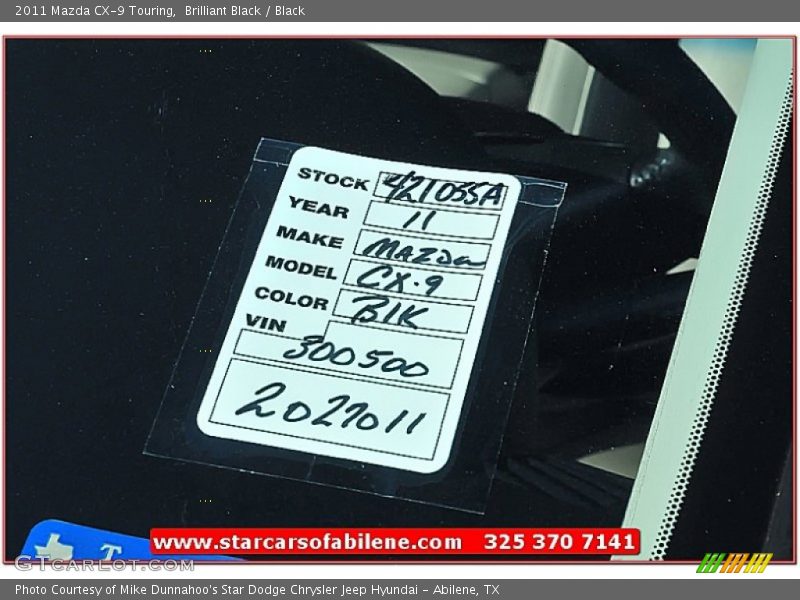 2011 Mazda CX-9 Touring, Brilliant Black / Black
STOCK 421055A
YEAR 11
MAKE MAZDA
MODEL CX-9
COLOR BlK
VIN
300500
2027011
www.starcarsofabilene.com 325 370 7141
GTCARLOT.COM
Photo Courtesy of Mike Dunnahoo's Star Dodge Chrysler Jeep Hyundai - Abilene, TX